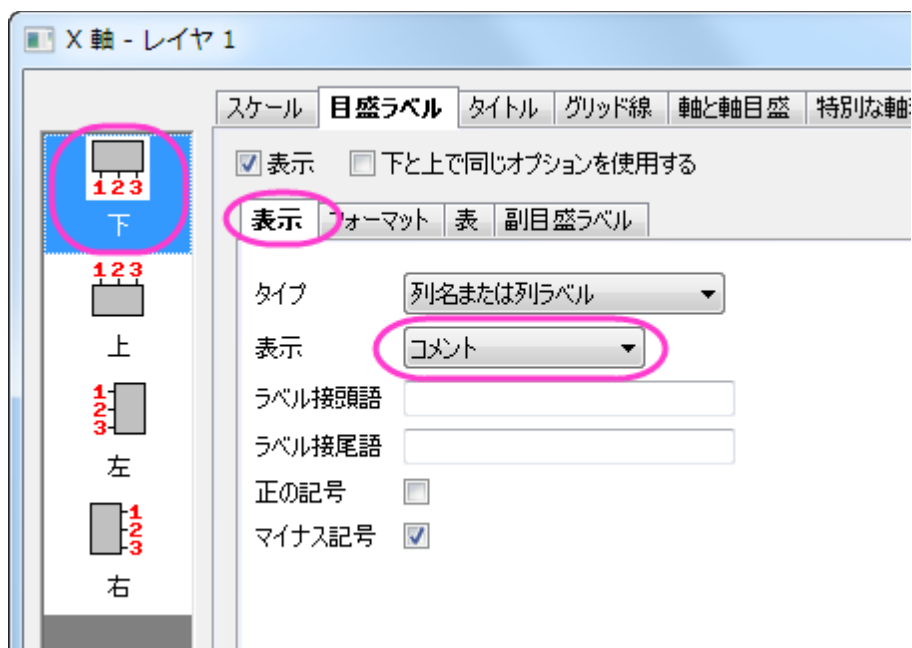 X 軸 - レイヤ 1
スケール 目盛ラベル タイトル グリッド線 軸と軸目盛 特別な軸
表示 下と上で同じオプションを使用する
表示 フォーマット 表 副目盛ラベル
123
下
123
上
1
2
3
左
1
2
3
右
タイプ 列名または列ラベル
表示 コメント
ラベル接頭語
ラベル接尾語
正の記号
マイナス記号